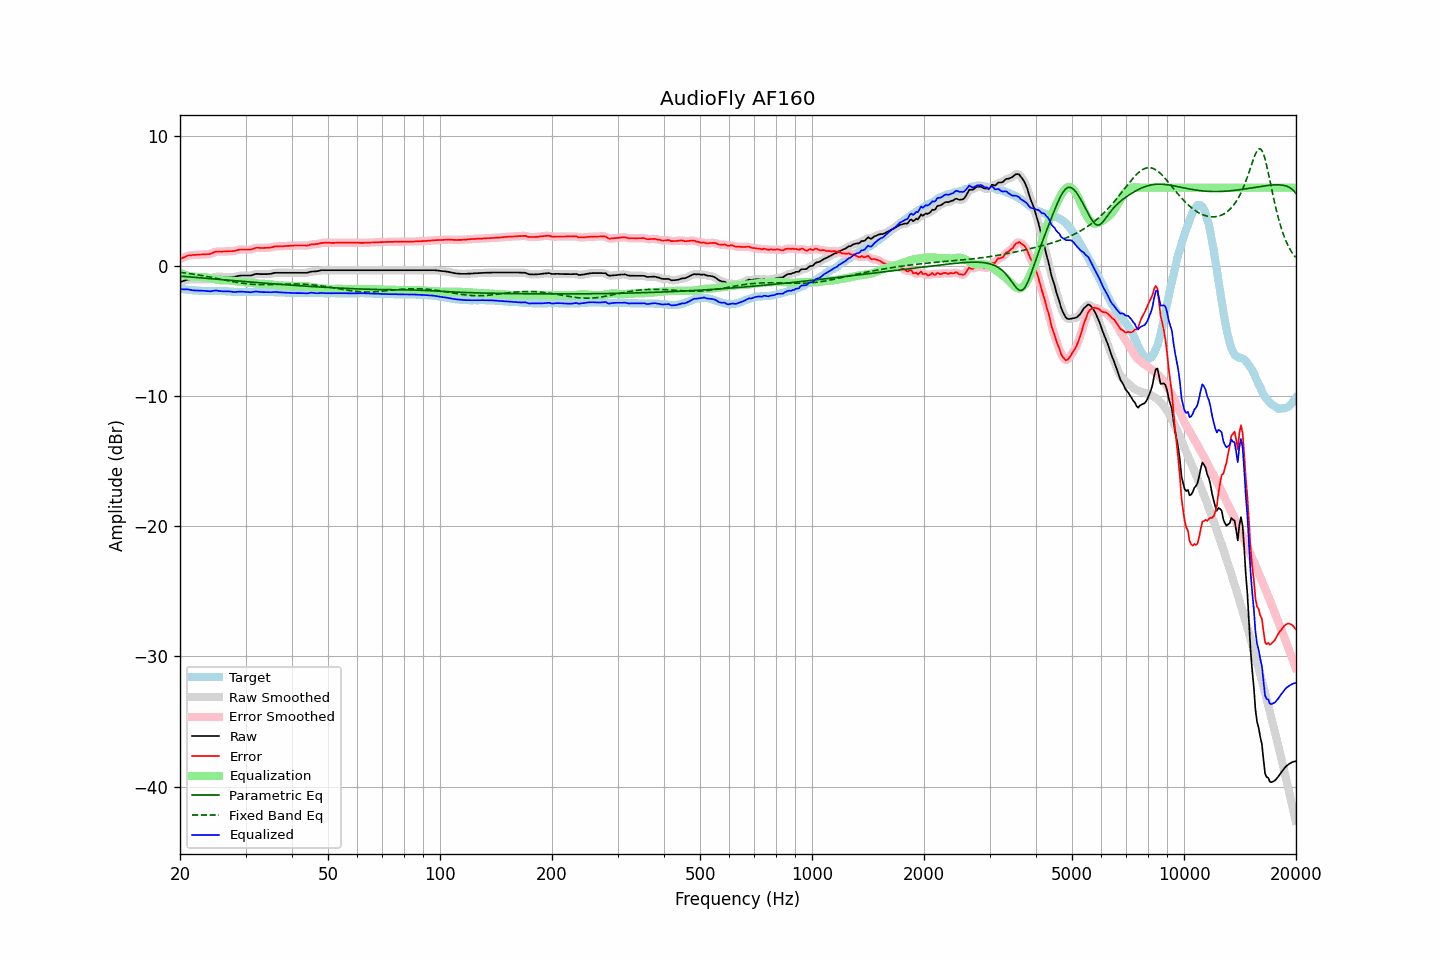 AudioFly AF160
Amplitude (dBr)
10
0
−10
−20
−30
−40
Target
Raw Smoothed
Error Smoothed
Raw
Error
Equalization
Parametric Eq
Fixed Band Eq
Equalized
20 50 100 200 500 1000 2000 5000 10000 20000
Frequency (Hz)